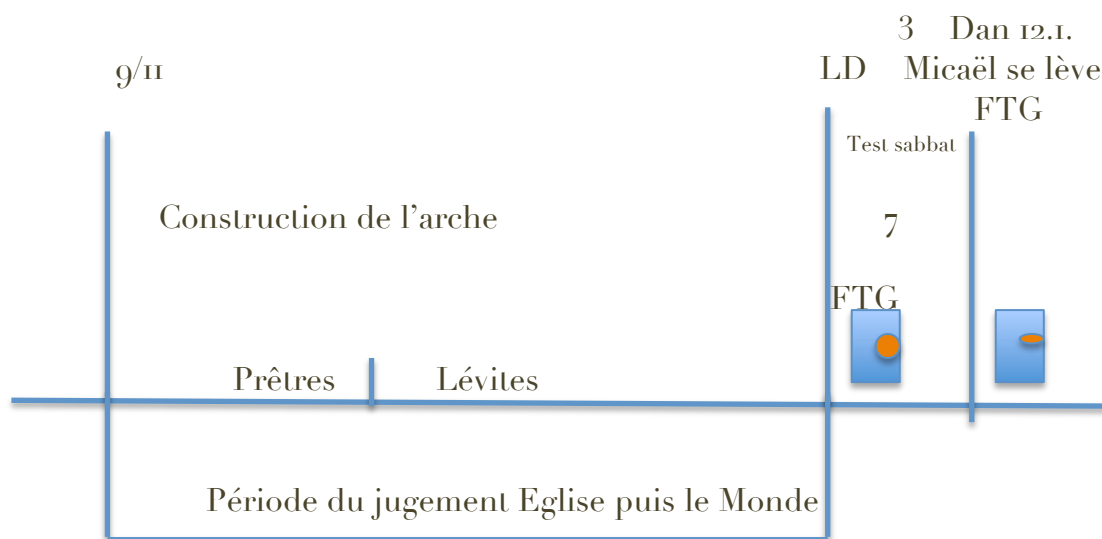 3 Dan 12.1.
9/11
LD Micaël se lève
FTG
Test sabbat
Construction de l'arche
7
FTG
Prêtres Lévites
Période du jugement Eglise puis le Monde